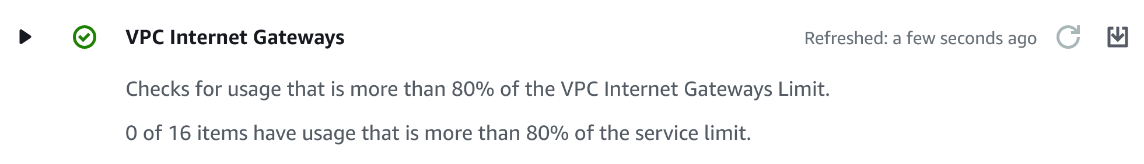 VPC Internet Gateways
Refreshed: a few seconds ago
Checks for usage that is more than 80% of the VPC Internet Gateways Limit.
0 of 16 items have usage that is more than 80% of the service limit.